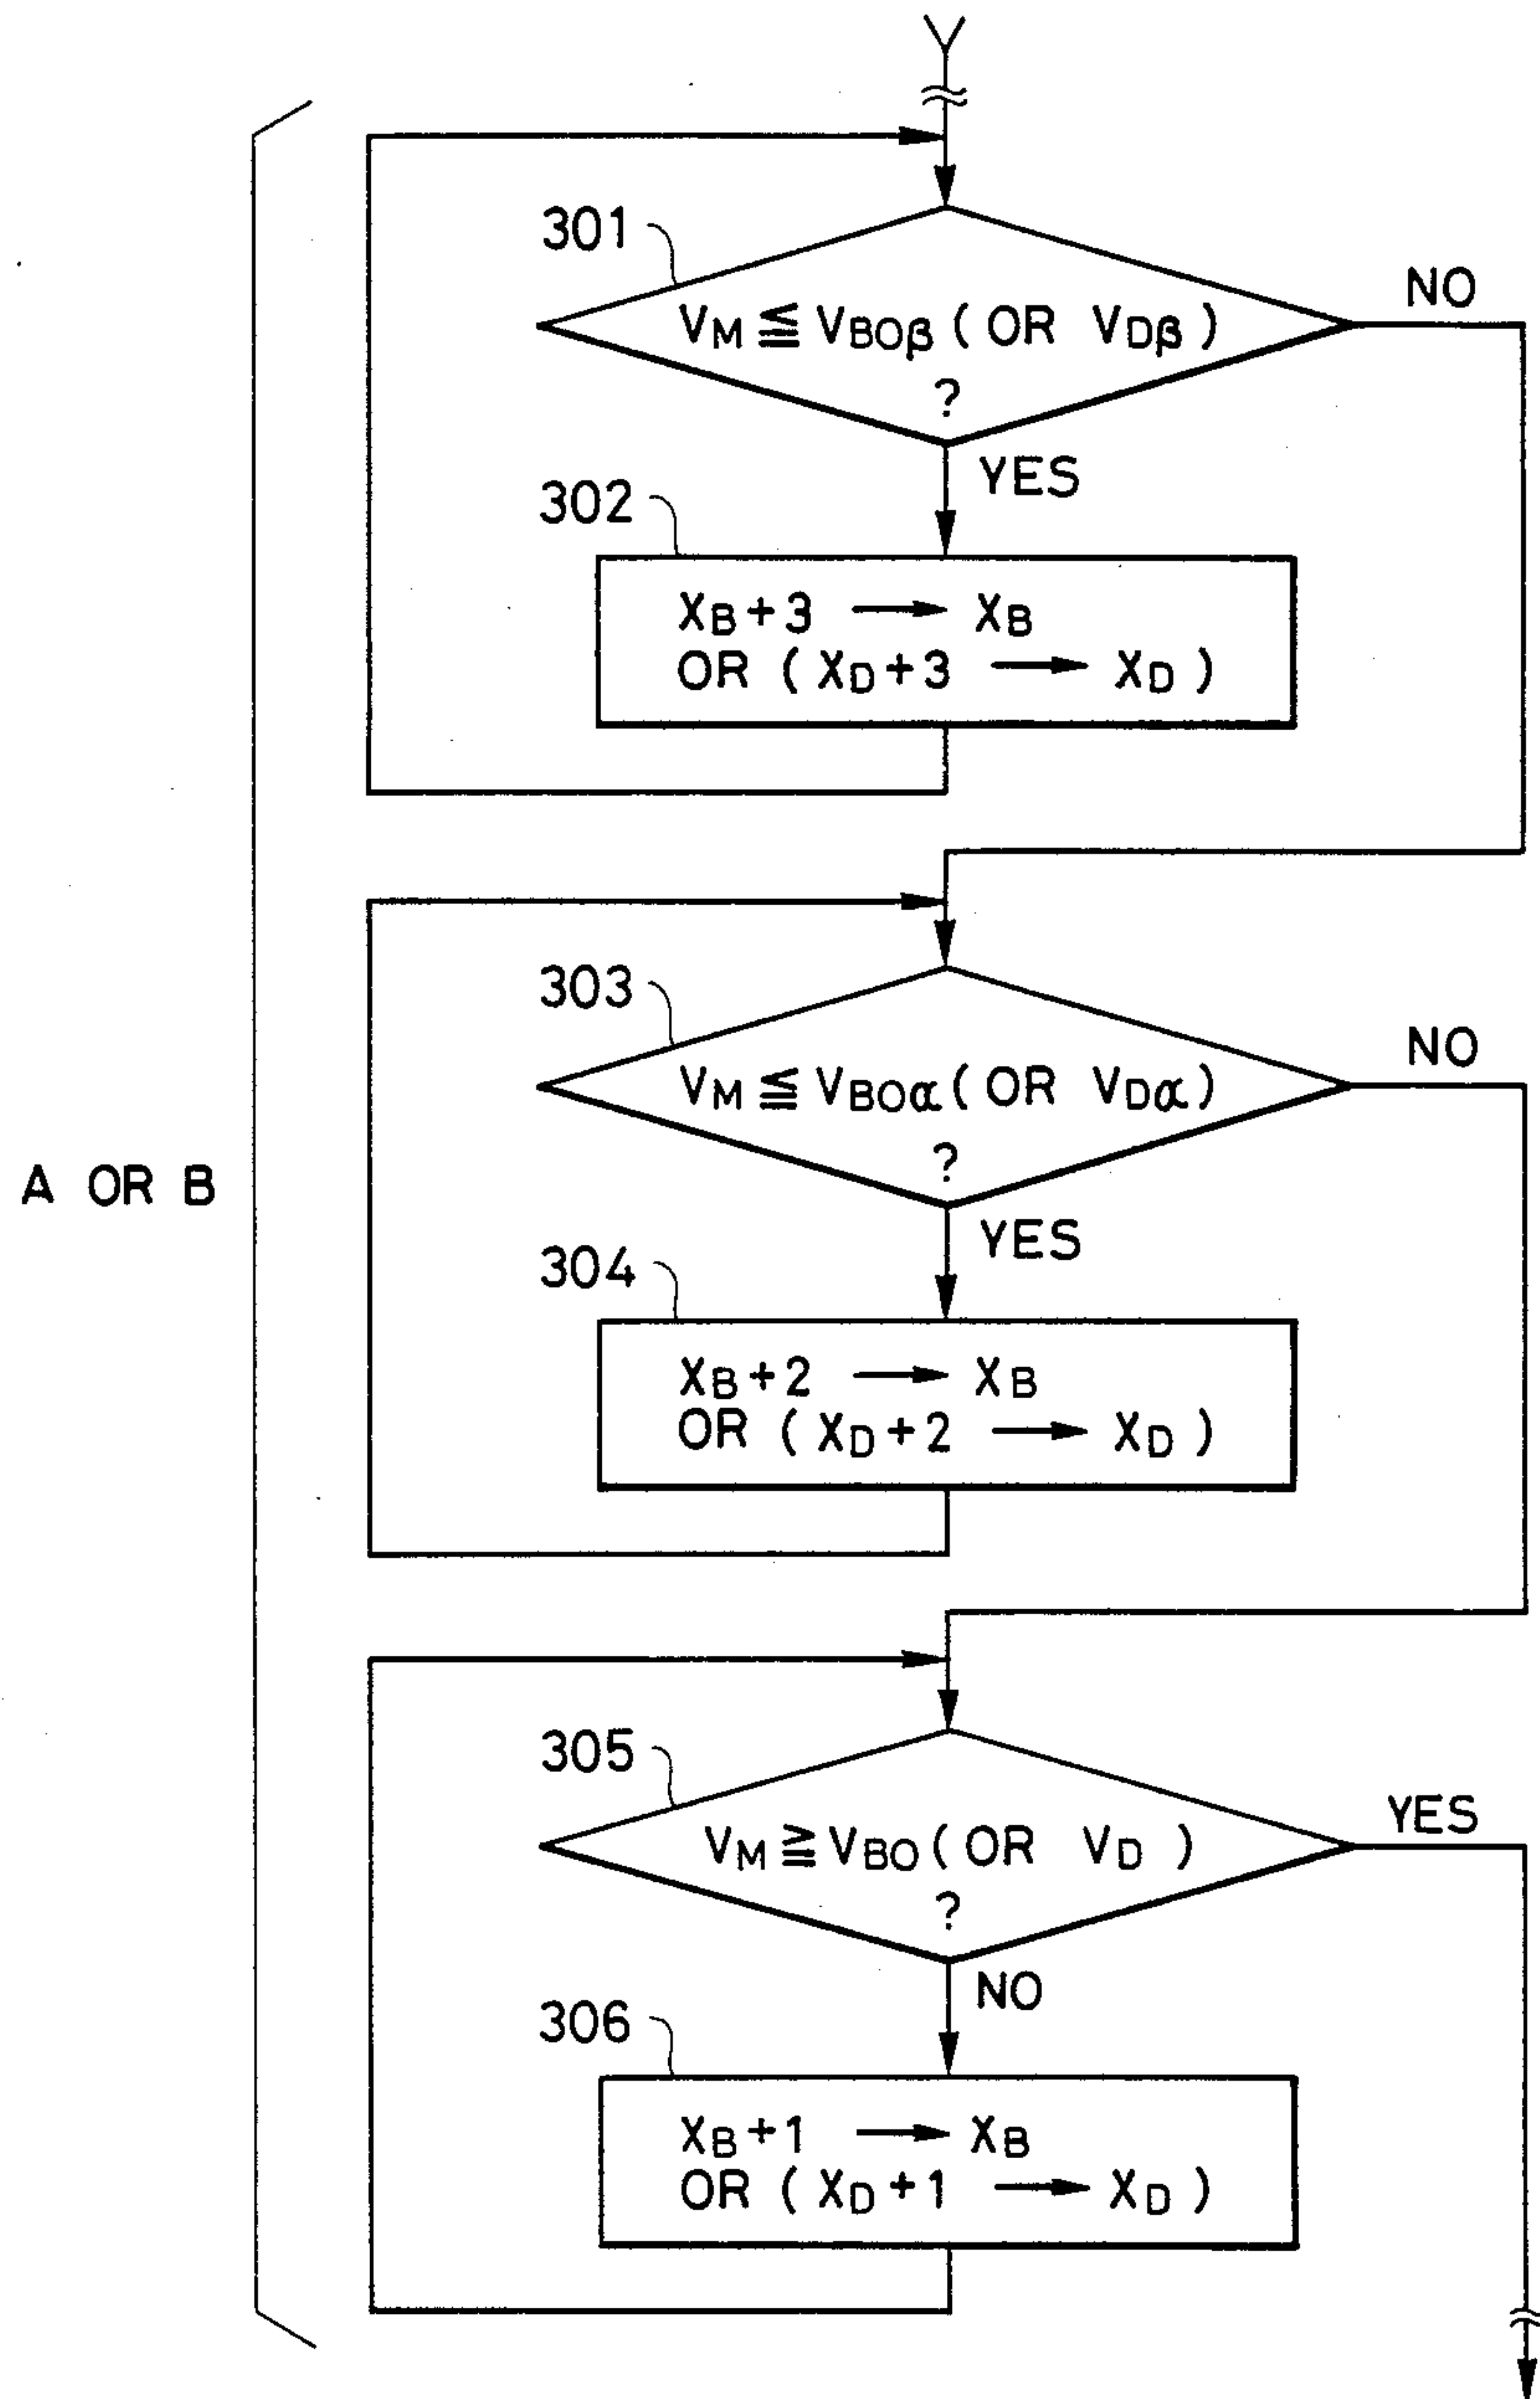 301
NO
VM ≦ VBOβ ( OR VDβ )
?
YES
302
XB+3 → XB
OR ( XD+3 → XD )
303
NO
VM ≦ VBOα ( OR VDα )
?
A OR B
YES
304
XB+2 → XB
OR ( XD+2 → XD )
305
YES
VM ≧ VBO ( OR VD )
?
NO
306
XB+1 → XB
OR ( XD+1 → XD )